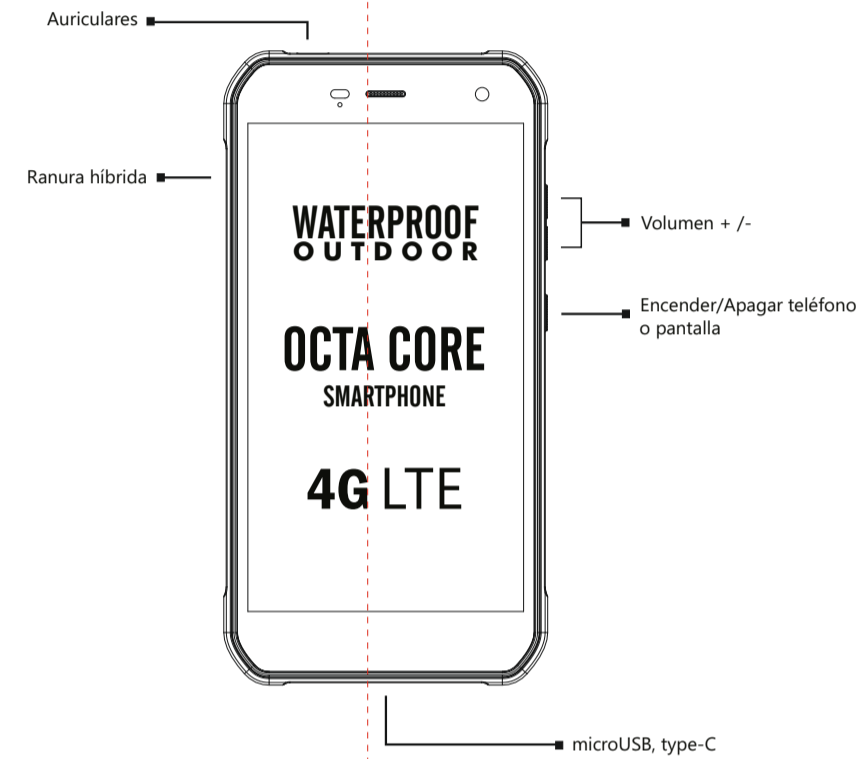 Auriculares
Ranura híbrida
WATERPROOF
OUTDOOR
Volumen + /-
Encender/Apagar teléfono
o pantalla
OCTA CORE
SMARTPHONE
4G LTE
microUSB, type-C